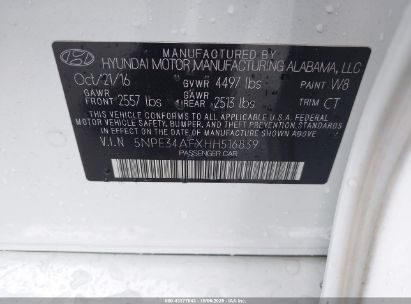 MANUFACTURED BY
HYUNDAI MOTOR MANUFACTURING ALABAMA, LLC
Oct/21/16 GVWR 4497 lbs PAINT W8
GAWR FRONT 2557 lbs GAWR REAR 2513 lbs TRIM CT
THIS VEHICLE CONFORMS TO ALL APPLICABLE U.S.
FEDERAL MOTOR VEHICLE SAFETY, BUMPER, AND THEFT
PREVENTION STANDARDS IN EFFECT ON THE DATE OF
MANUFACTURE SHOWN ABOVE
V.I.N 5NPE34AFXHH516839
PASSENGER CAR